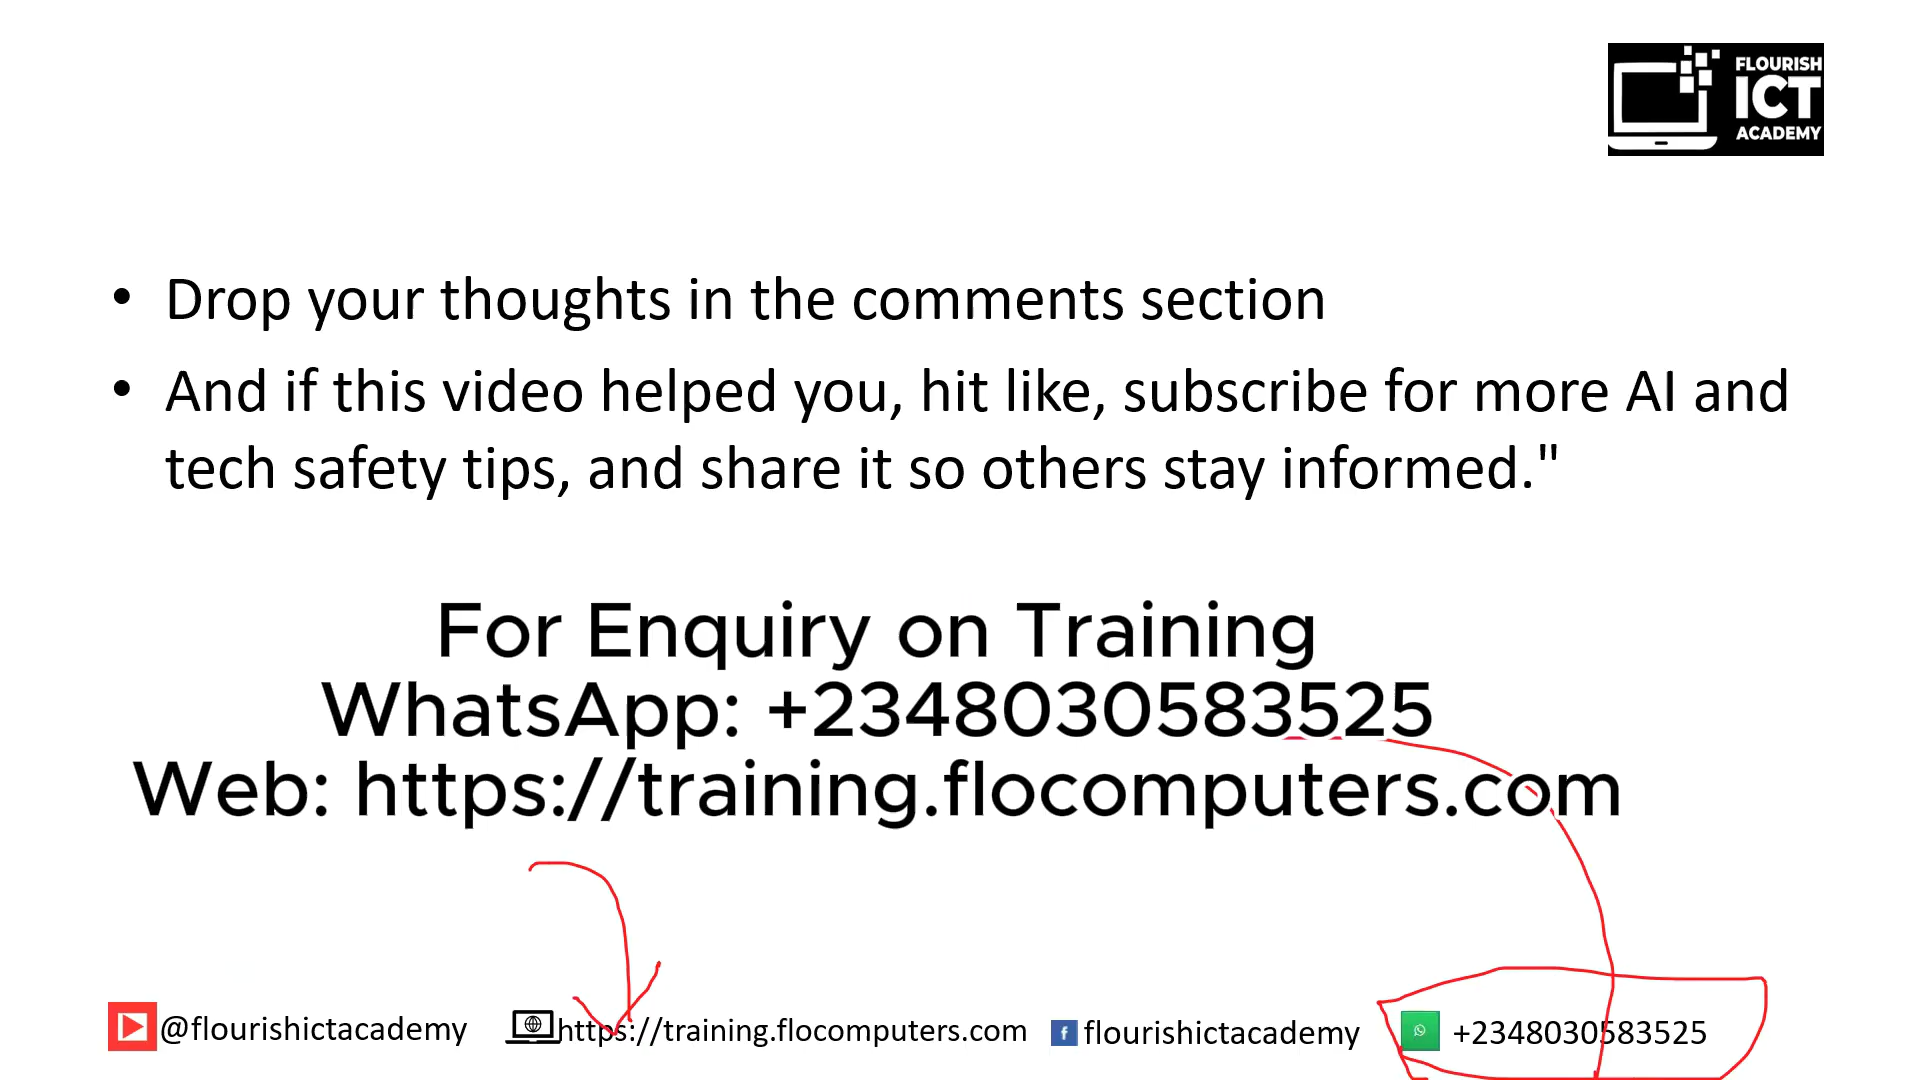 FLOURISH
ICT
ACADEMY
• Drop your thoughts in the comments section
• And if this video helped you, hit like, subscribe for more AI and
tech safety tips, and share it so others stay informed."
For Enquiry on Training
WhatsApp: +2348030583525
Web: https://training.flocomputers.com
@flourishictacademy https://training.flocomputers.com flourishictacademy +2348030583525